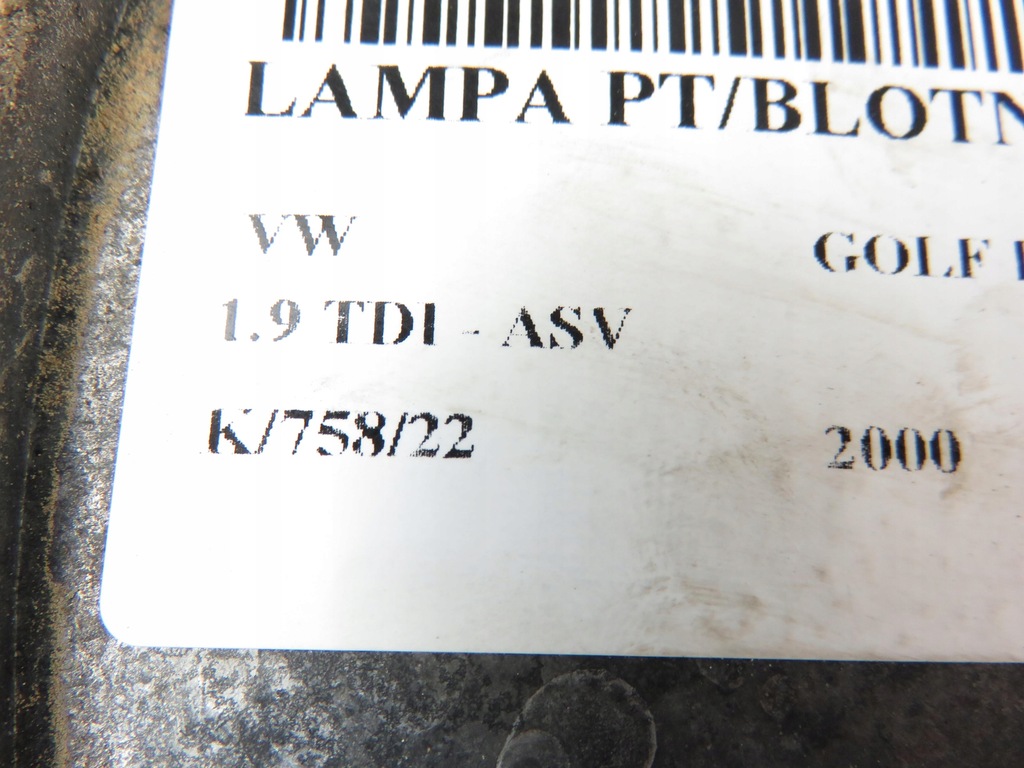 LAMPA PT/BLOTN
VW GOLF
1.9 TDI - ASV
K/758/22 2000